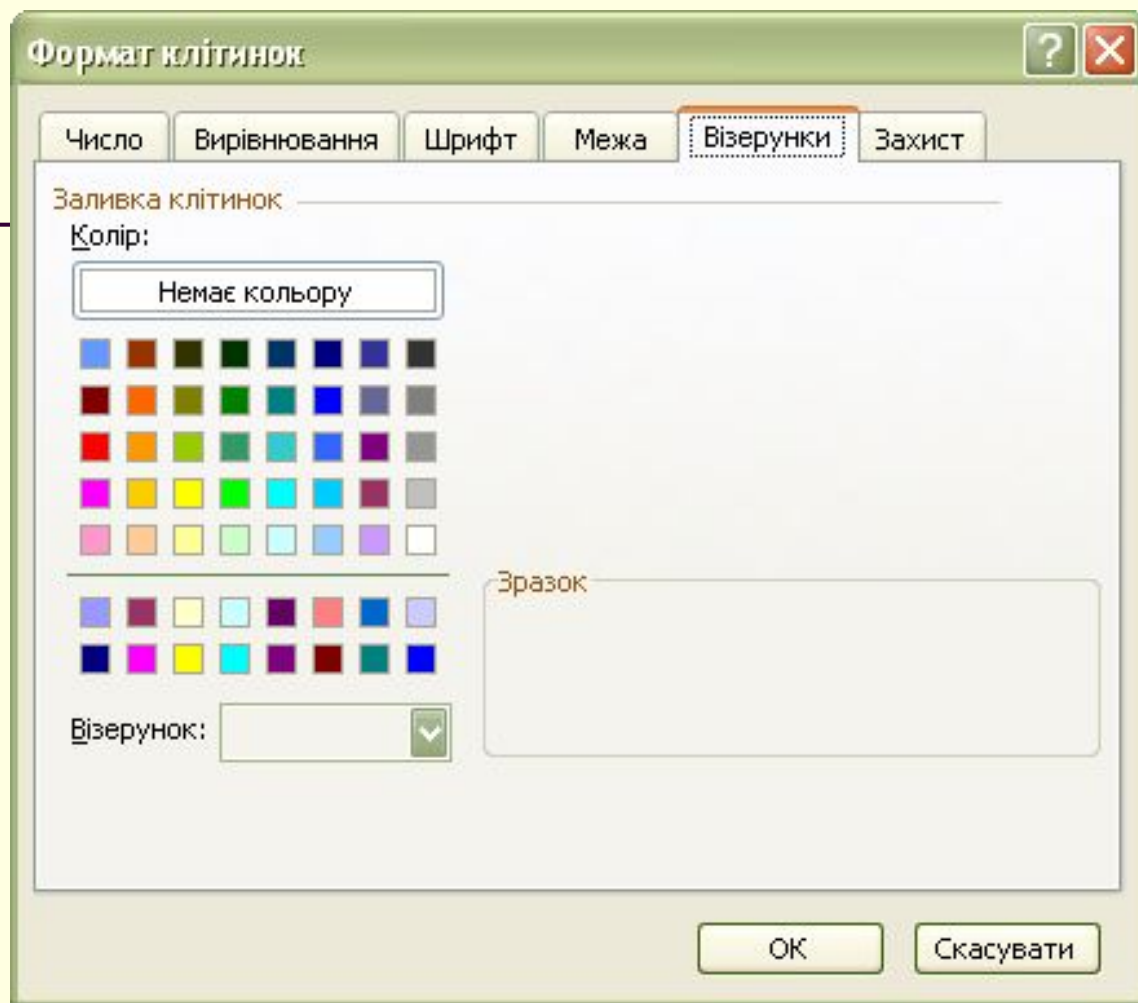 Формат клітинок
Число Вирівнювання Шрифт Межа Візерунки Захист
Заливка клітинок
Колір:
Немає кольору
Зразок
Візерунок:
ОК Скасувати